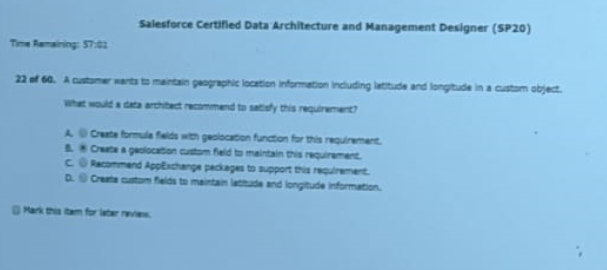 Salesforce Certified Data Architecture and Management Designer (SP20)
Time Remaining: 57:02
22 of 60. A customer wants to maintain geographic location information including latitude and longitude in a custom object.
What would a data architect recommend to satisfy this requirement?
A. Create formula fields with geolocation function for this requirement.
B. Create a geolocation custom field to maintain this requirement.
C. Recommend AppExchange packages to support this requirement.
D. Create custom fields to maintain latitude and longitude information.
Mark this item for later review.